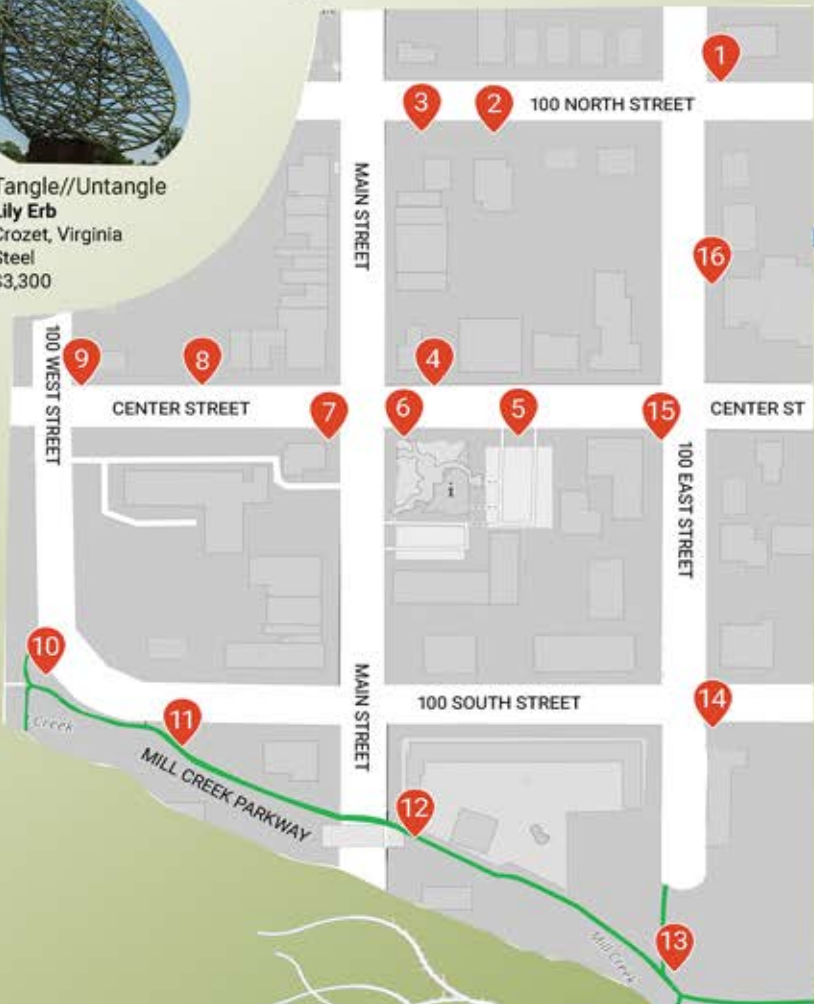 Tangle//Untangle
Lily Erb
Crozet, Virginia
Steel
$3,300
1
3
2
100 NORTH STREET
MAIN STREET
16
100 WEST STREET
9
8
4
CENTER STREET
7
6
5
15
CENTER ST
100 EAST STREET
i
10
MAIN STREET
14
100 SOUTH STREET
11
Creek
MILL CREEK PARKWAY
12
Mill Creek
13